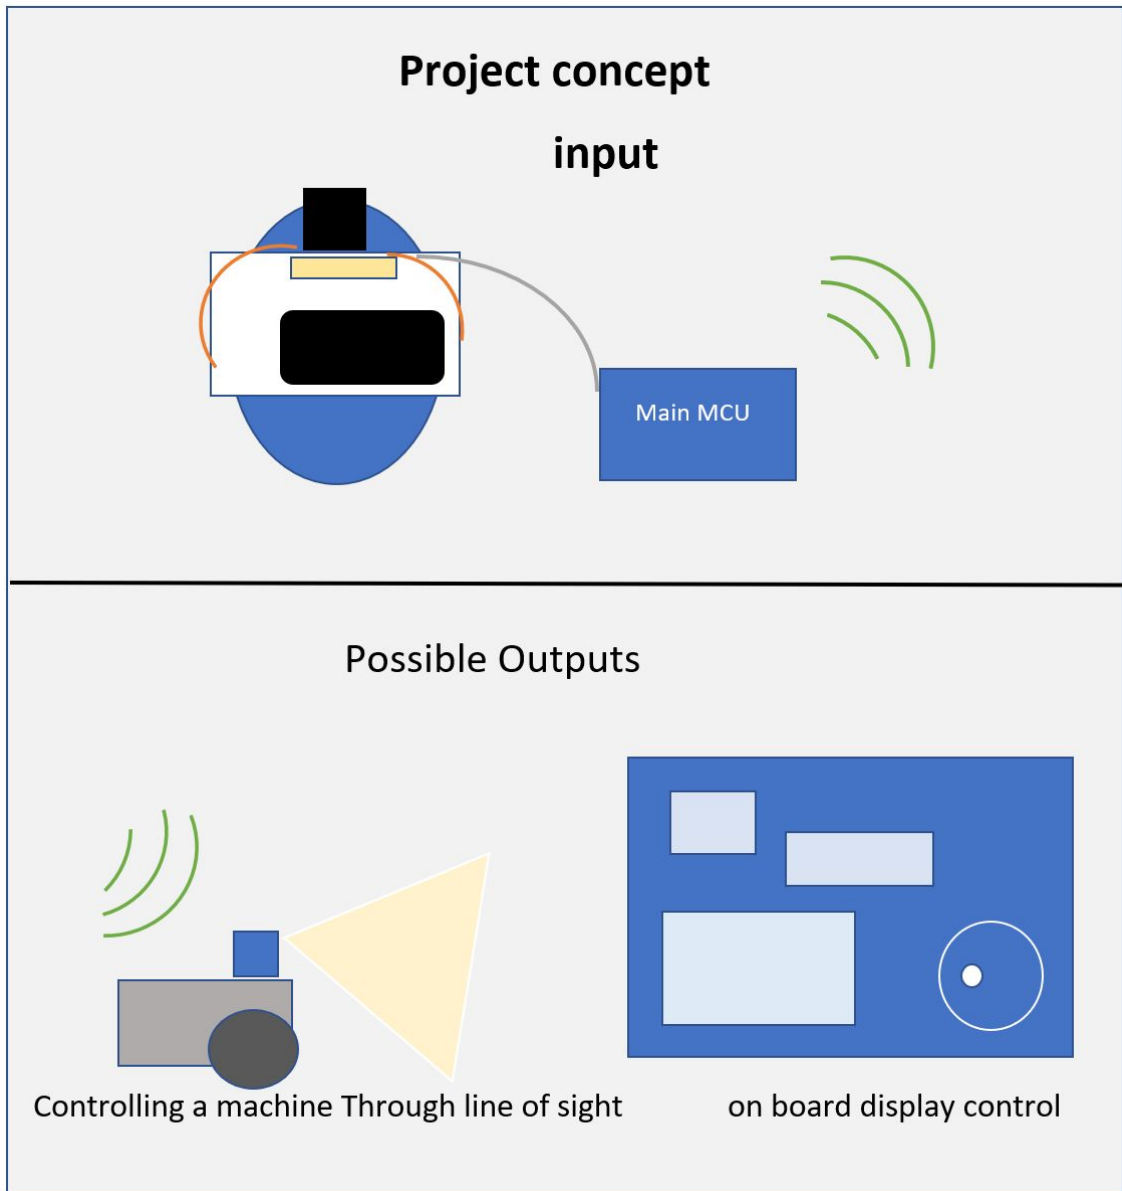 Project concept
input
Main MCU
Possible Outputs
Controlling a machine Through line of sight
on board display control